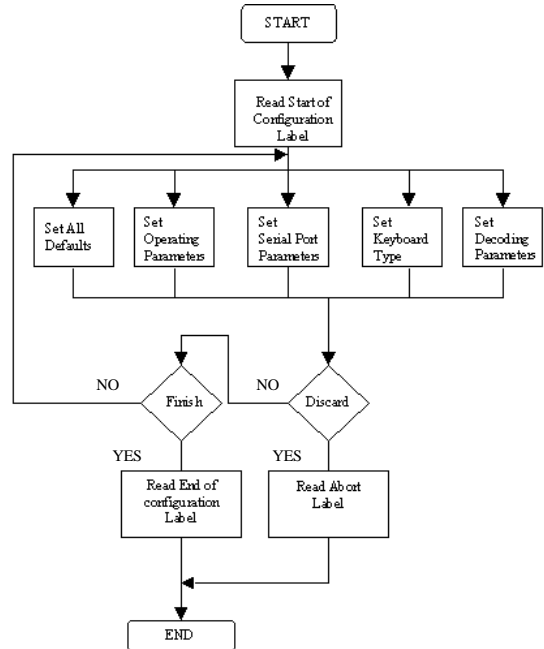 START
Read Start of
Configuration
Label
Set All
Defaults
Set
Operating
Parameters
Set
Serial Port
Parameters
Set
Keyboard
Type
Set
Decoding
Parameters
NO
Finish
NO
Discard
YES
YES
Read End of
configuration
Label
Read Abort
Label
END